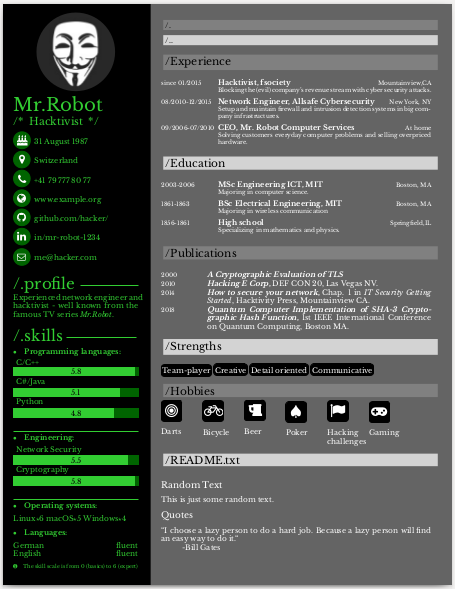 Mr.Robot
/* Hacktivist */
31 August 1987
Switzerland
+41 79 777 80 77
www.example.org
github.com/hacker/
in/mr-robot-1234
me@hacker.com
/.profile
Experienced network engineer and
hacktivist - well known from the
famous TV series Mr.Robot.
/.skills
• Programming languages:
C/C++
5.8
C#/Java
5.1
Python
4.8
• Engineering:
Network Security
5.5
Cryptography
5.8
• Operating systems:
Linux•6 macOS•5 Windows•4
• Languages:
German fluent
English fluent
The skill scale is from 0 (basics) to 6 (expert)
/.
/..
/Experience
since 01/2015 Hacktivist, fsociety Mountainview,CA
Blocking the (evil) company's revenue stream with cyber security attacks.
08/2010-12/2015 Network Engineer, Allsafe Cybersecurity New York, NY
Setup and maintain firewall and intrusion detection systems in big com-
pany infrastructures.
09/2006-07/2010 CEO, Mr. Robot Computer Services At home
Solving customers everyday computer problems and selling overpriced
hardware.
/Education
2003-2006 MSc Engineering ICT, MIT Boston, MA
Majoring in computer science.
1861-1863 BSc Electrical Engineering, MIT Boston, MA
Majoring in wireless communication
1856-1861 High school Springfield, IL
Specializing in mathematics and physics.
/Publications
2000 A Cryptographic Evaluation of TLS
2010 Hacking E Corp, DEF CON 20, Las Vegas NV.
2014 How to secure your network, Chap. 1 in IT Security Getting
Started, Hacktivity Press, Mountainview CA.
2018 Quantum Computer Implementation of SHA-3 Crypto-
graphic Hash Function, 1st IEEE International Conference
on Quantum Computing, Boston MA.
/Strengths
Team-player Creative Detail oriented Communicative
/Hobbies
Darts Bicycle Beer Poker Hacking Gaming
challenges
/README.txt
Random Text
This is just some random text.
Quotes
"I choose a lazy person to do a hard job. Because a lazy person will find
an easy way to do it."
-Bill Gates